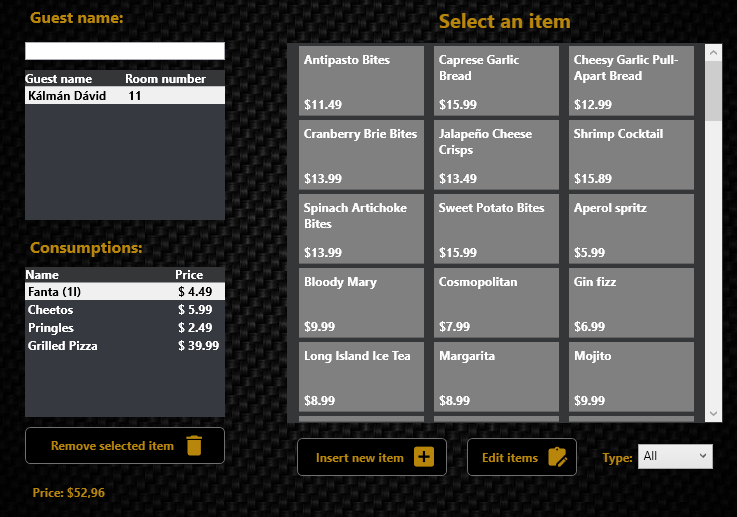 Guest name:
Guest name Room number
Kálmán Dávid 11
Consumptions:
Name Price
Fanta (1l) $ 4.49
Cheetos $ 5.99
Pringles $ 2.49
Grilled Pizza $ 39.99
Remove selected item
Price: $52,96
Select an item
Antipasto Bites
$11.49
Caprese Garlic
Bread
$15.99
Cheesy Garlic Pull-
Apart Bread
$12.99
Cranberry Brie Bites
$13.99
Jalapeño Cheese
Crisps
$13.49
Shrimp Cocktail
$15.89
Spinach Artichoke
Bites
$13.99
Sweet Potato Bites
$15.99
Aperol spritz
$5.99
Bloody Mary
$9.99
Cosmopolitan
$7.99
Gin fizz
$6.99
Long Island Ice Tea
$8.99
Margarita
$8.99
Mojito
$9.99
Insert new item
Edit items
Type: All